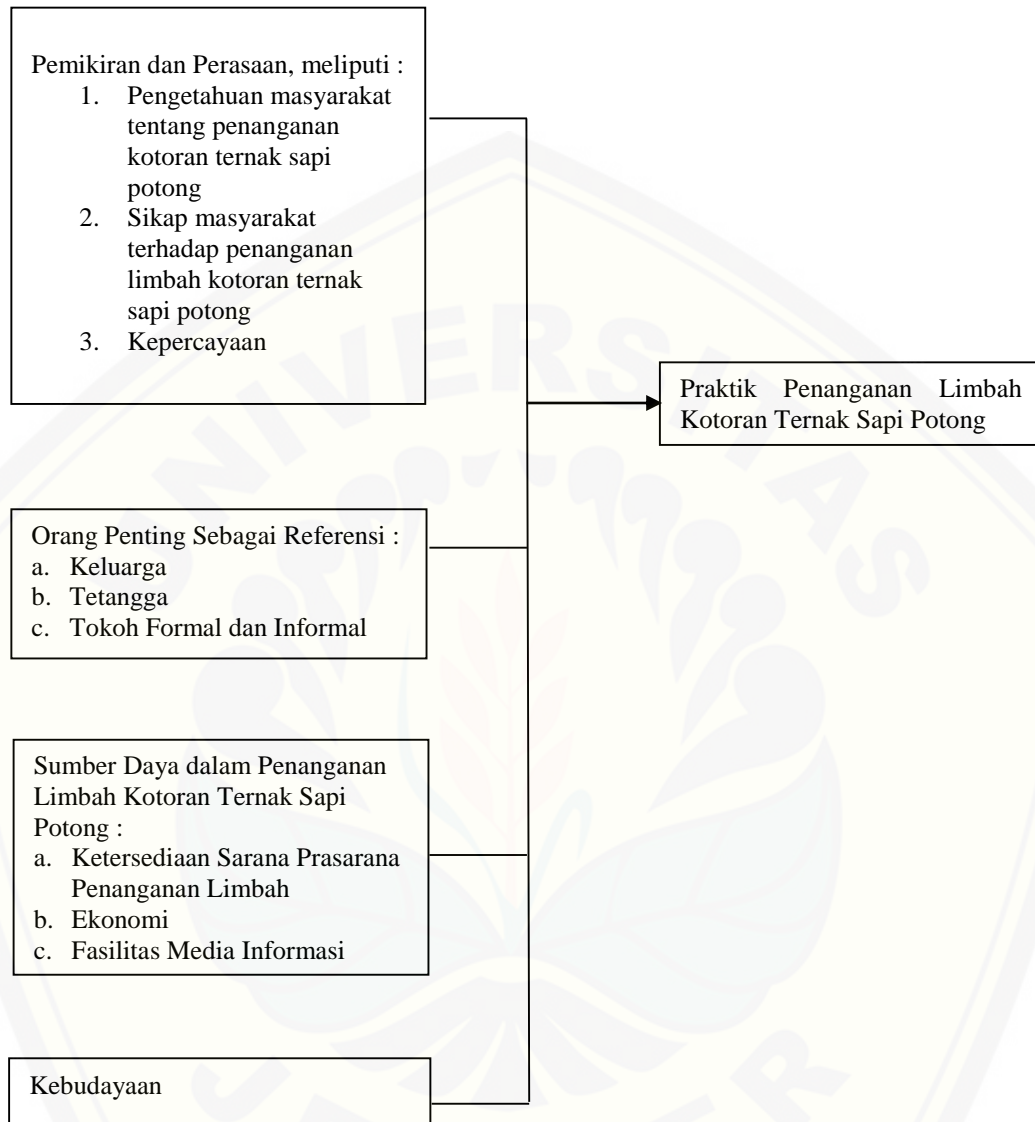 Pemikiran dan Perasaan, meliputi :
1. Pengetahuan masyarakat
tentang penanganan
kotoran ternak sapi
potong
2. Sikap masyarakat
terhadap penanganan
limbah kotoran ternak
sapi potong
3. Kepercayaan
Praktik Penanganan Limbah
Kotoran Ternak Sapi Potong
Orang Penting Sebagai Referensi :
a. Keluarga
b. Tetangga
c. Tokoh Formal dan Informal
Sumber Daya dalam Penanganan
Limbah Kotoran Ternak Sapi
Potong :
a. Ketersediaan Sarana Prasarana
Penanganan Limbah
b. Ekonomi
c. Fasilitas Media Informasi
Kebudayaan
UNIVERSITAS